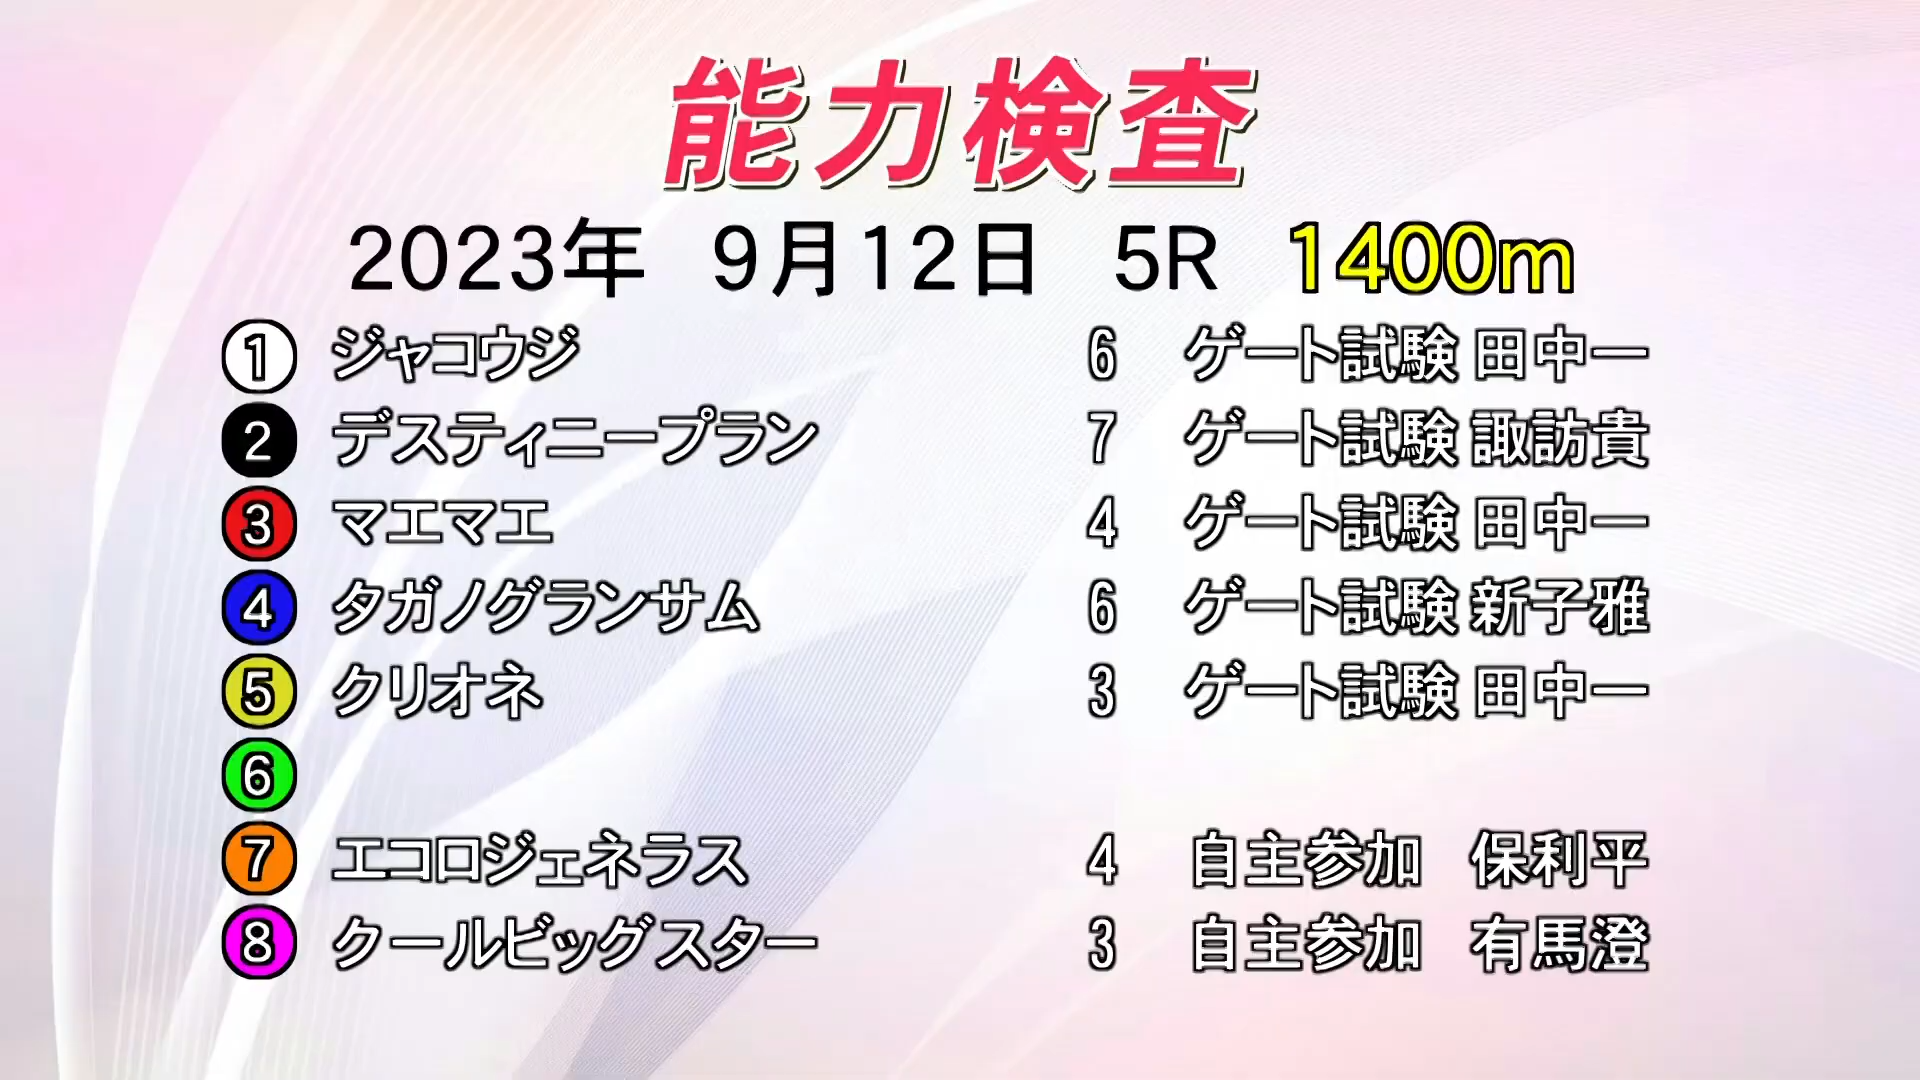 能力検査
2023年 9月12日 5R 1400m
1 ジャコウジ 6 ゲート試験 田中一
2 デスティニープラン 7 ゲート試験 諏訪貴
3 マエマエ 4 ゲート試験 田中一
4 タガノグランサム 6 ゲート試験 新子雅
5 クリオネ 3 ゲート試験 田中一
6
7 エコロジェネラス 4 自主参加 保利平
8 クールビッグスター 3 自主参加 有馬澄